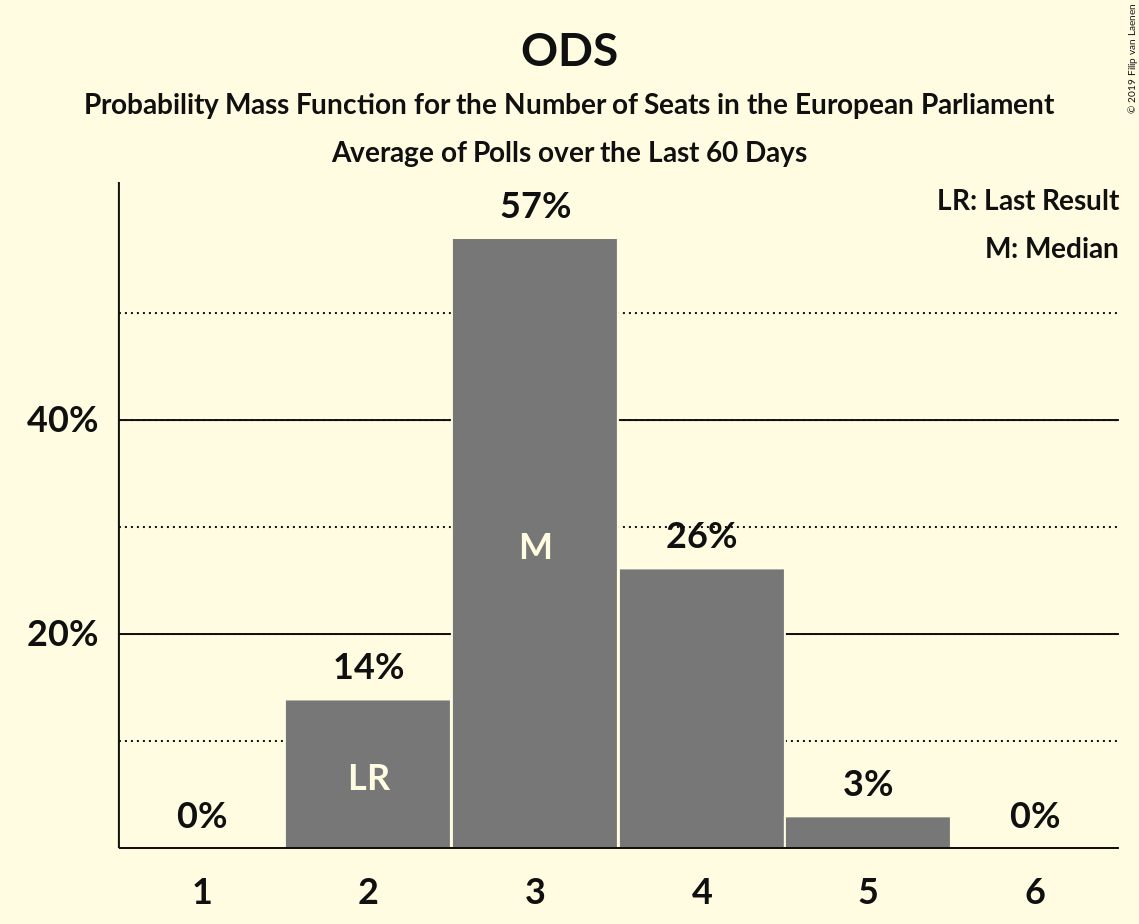 ODS
Probability Mass Function for the Number of Seats in the European Parliament
Average of Polls over the Last 60 Days
© 2019 Filip van Laenen
LR: Last Result
M: Median
57%
40%
26%
M
20%
14%
LR
3%
0%
0%
1 2 3 4 5 6